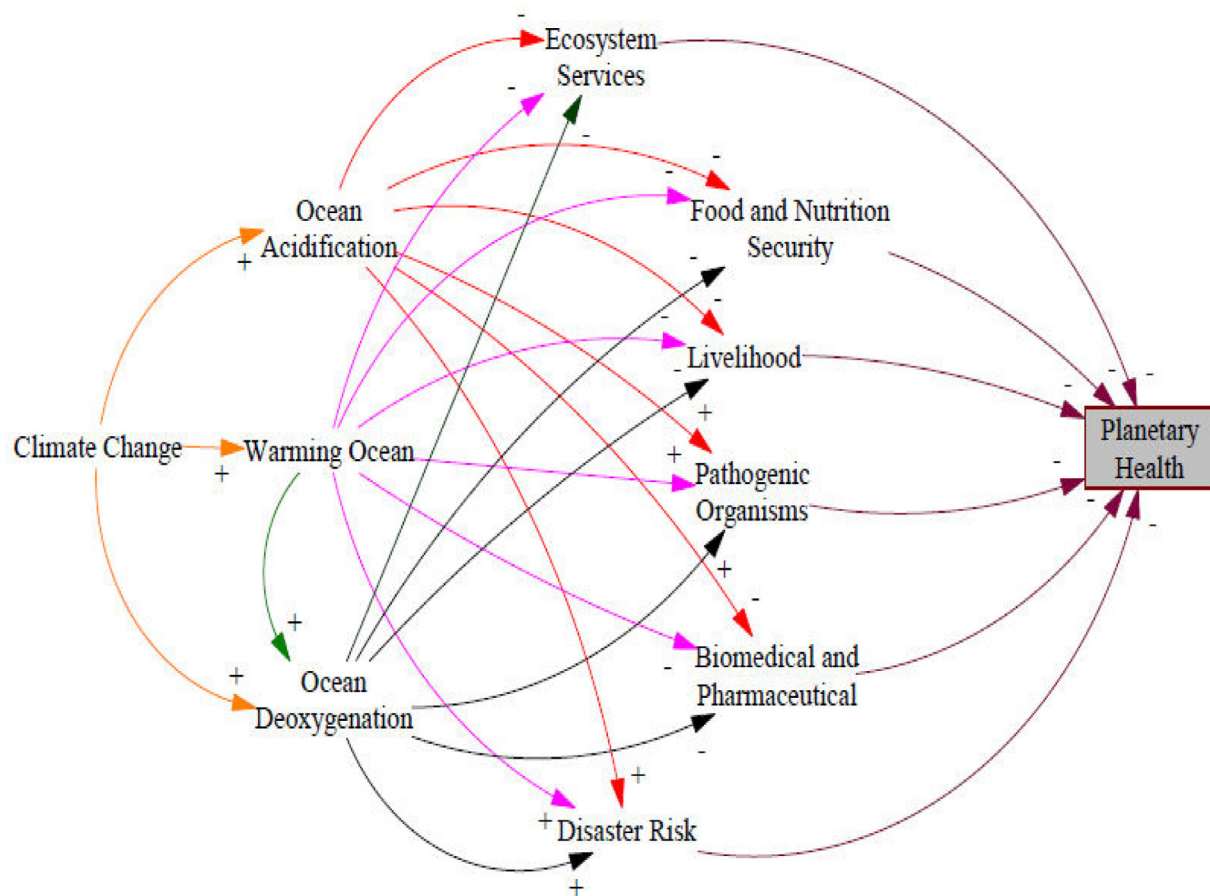 Ecosystem
Services
Ocean
Acidification
Food and Nutrition
Security
Livelihood
Climate Change
Warming Ocean
Pathogenic
Organisms
Planetary
Health
Ocean
Deoxygenation
Biomedical and
Pharmaceutical
Disaster Risk
-
-
-
-
-
-
-
-
-
-
+
+
+
+
+
+
-
-
-
+
+
+
+
-
-
-
-
-
-